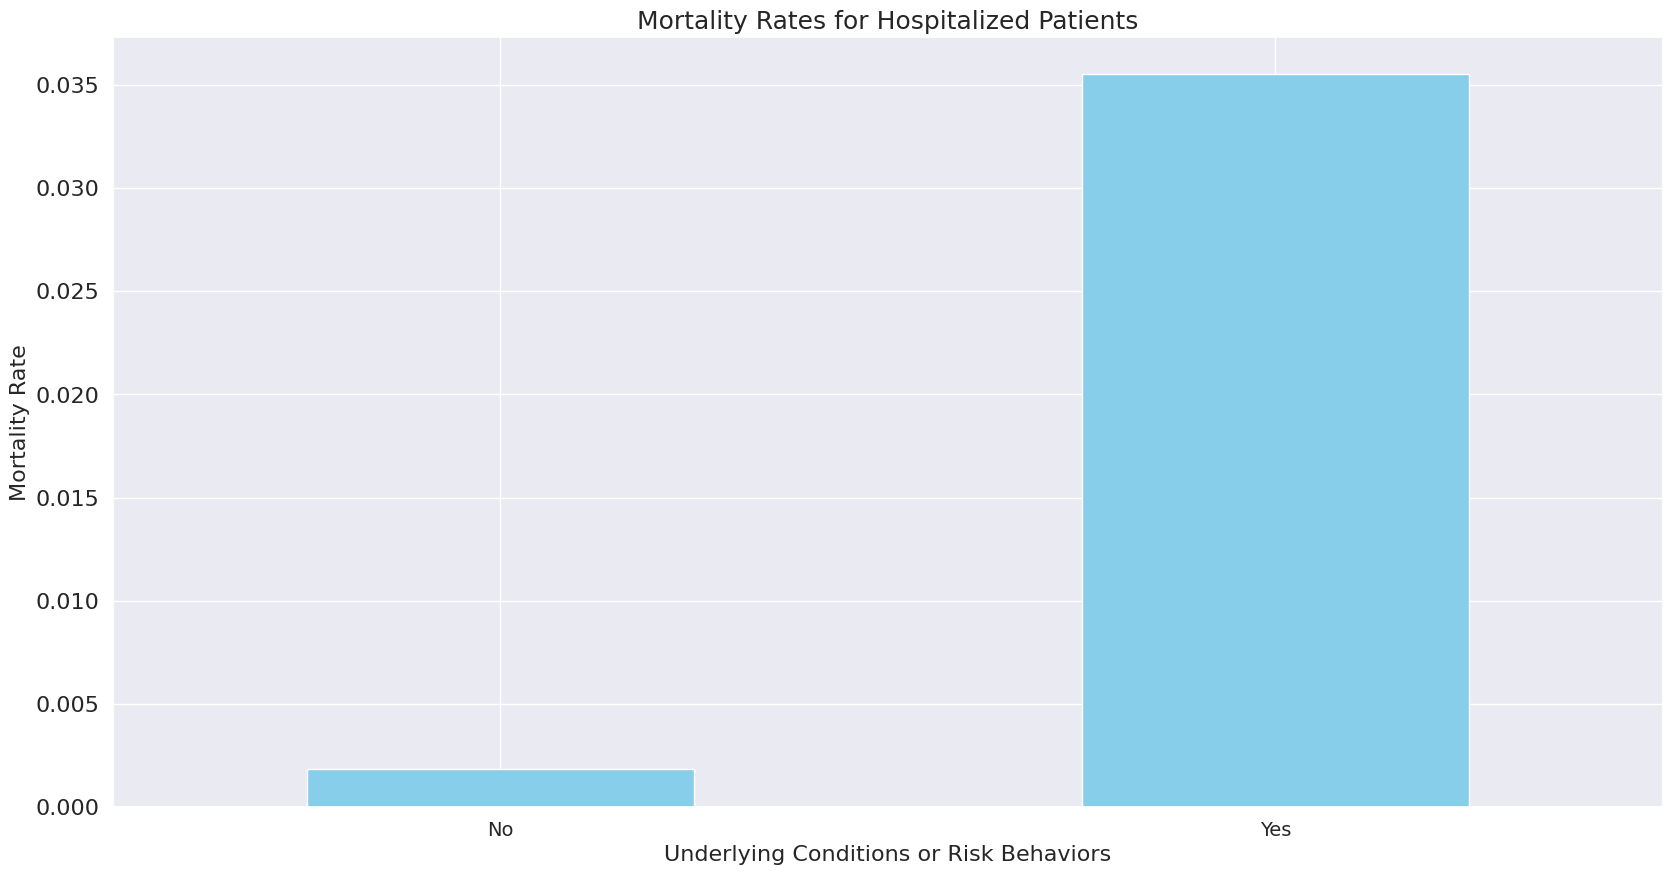 Mortality Rates for Hospitalized Patients
0.035
0.030
0.025
0.020
0.015
0.010
0.005
0.000
Mortality Rate
No
Yes
Underlying Conditions or Risk Behaviors